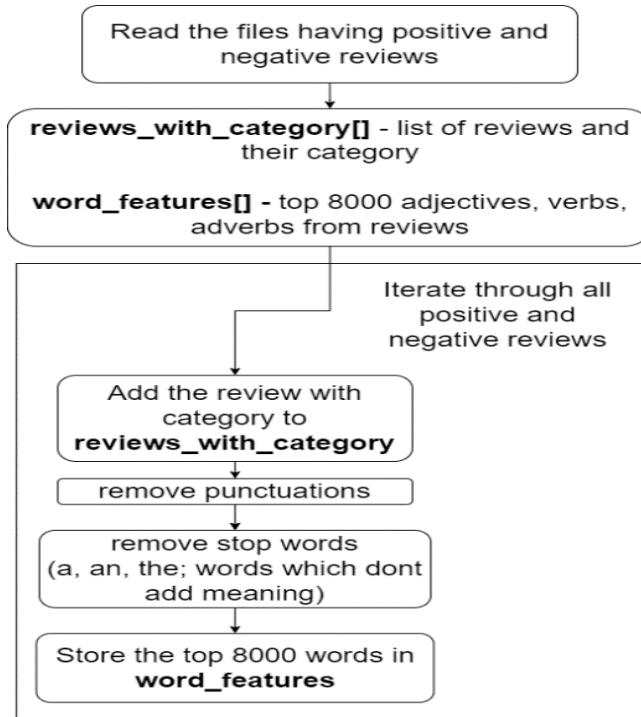 Read the files having positive and
negative reviews
reviews_with_category[] - list of reviews and
their category
word_features[] - top 8000 adjectives, verbs,
adverbs from reviews
Iterate through all
positive and
negative reviews
Add the review with
category to
reviews_with_category
remove punctuations
remove stop words
(a, an, the; words which dont
add meaning)
Store the top 8000 words in
word_features